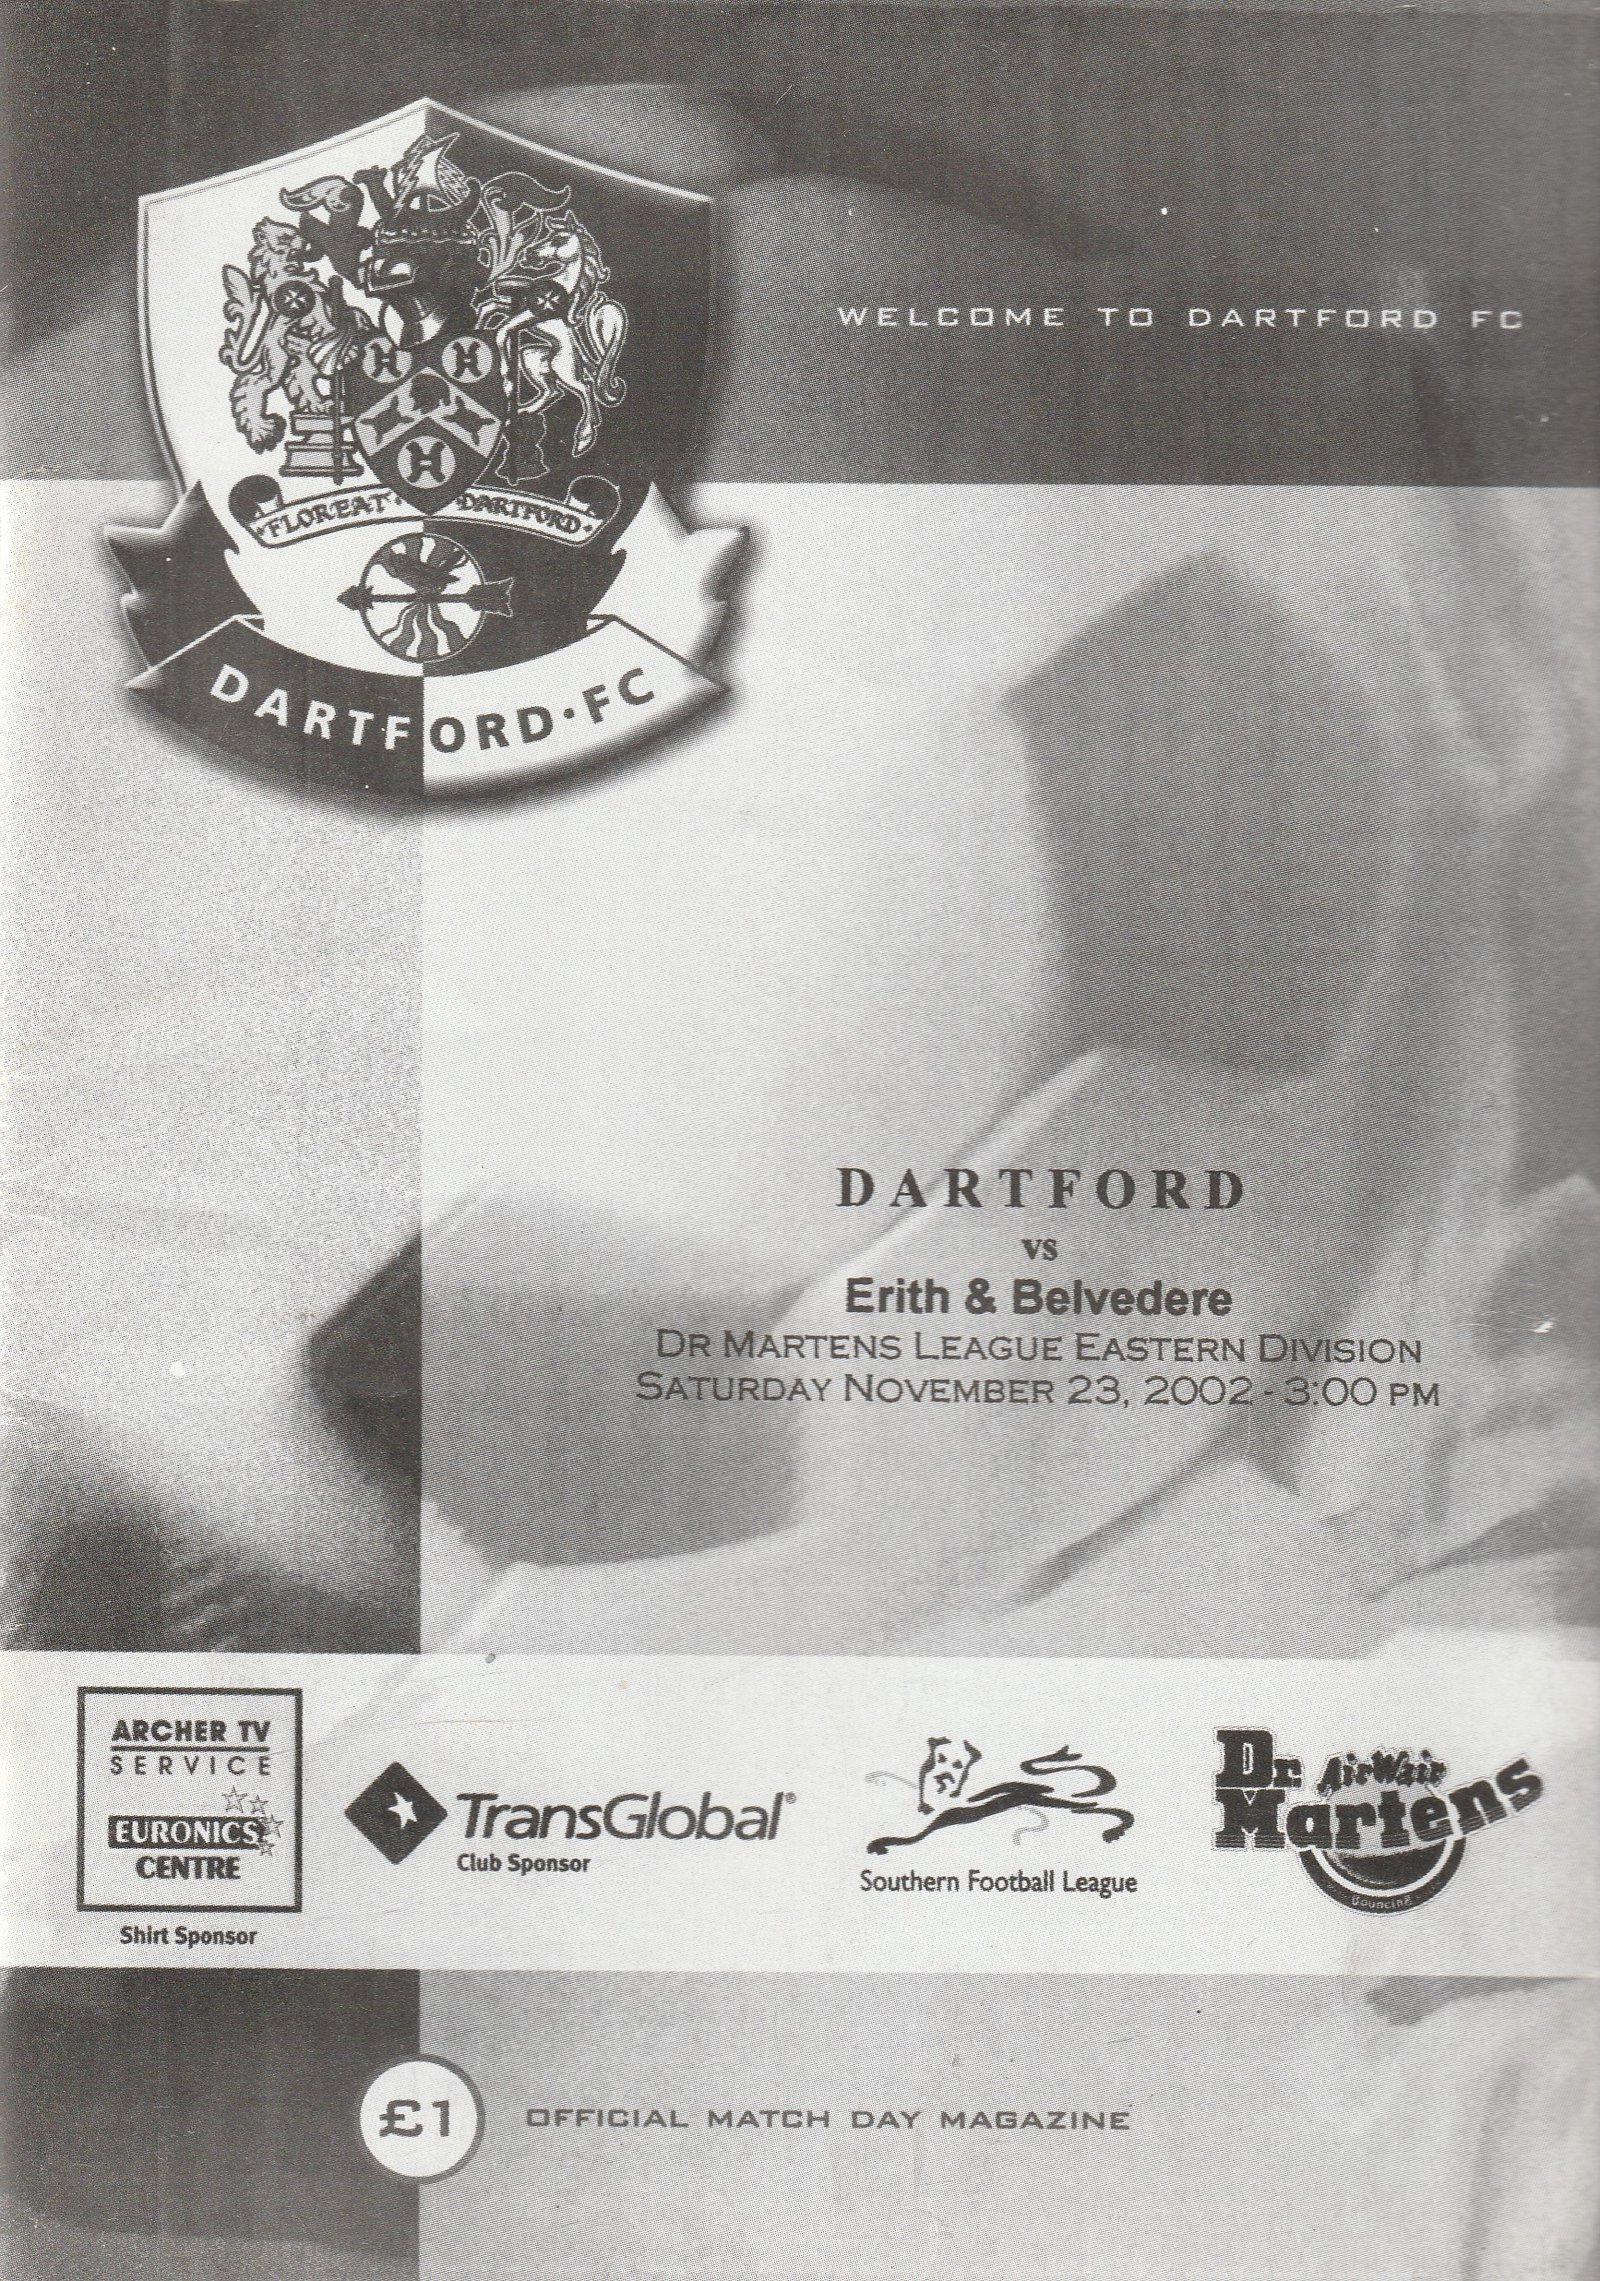 WELCOME TO DARTFORD FC
FLOREAT DARTFORD
DARTFORD·FC
DARTFORD
vs
Erith & Belvedere
DR MARTENS LEAGUE EASTERN DIVISION
SATURDAY NOVEMBER 23, 2002 - 3:00 PM
ARCHER TV
SERVICE
EURONICS
CENTRE
Shirt Sponsor
TransGlobal®
Club Sponsor
Southern Football League
Dr. AirWair
Martens
Bouncing
£1 OFFICIAL MATCH DAY MAGAZINE